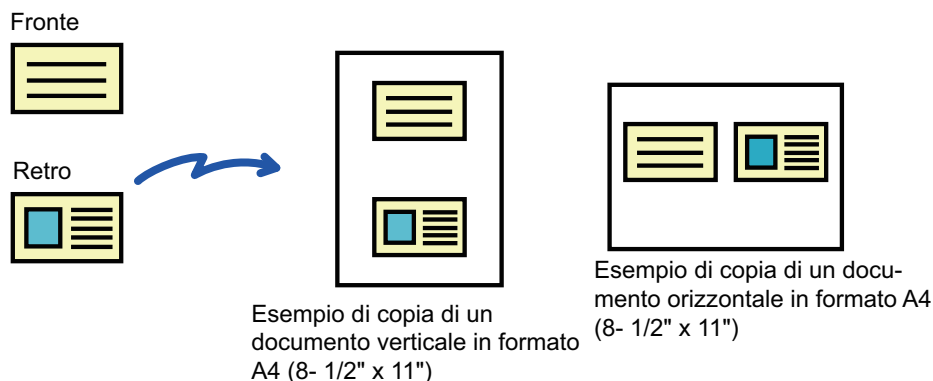 Fronte
Retro
Esempio di copia di un
documento verticale in formato
A4 (8- 1/2" x 11")
Esempio di copia di un docu-
mento orizzontale in formato A4
(8- 1/2" x 11")